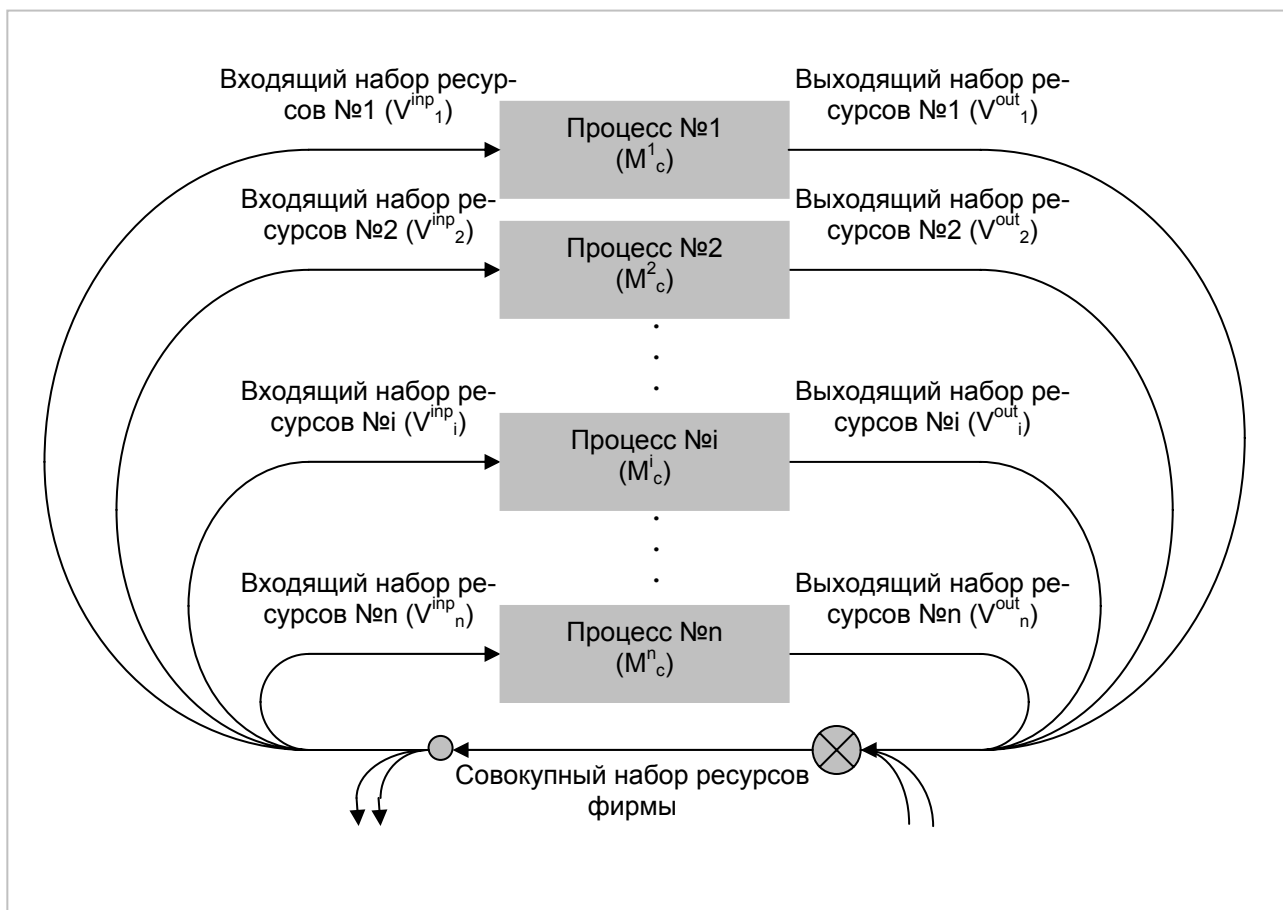 Входящий набор ресур-
сов №1 (V^inp_1)
Процесс №1
(M^1_c)
Выходящий набор ре-
сурсов №1 (V^out_1)
Входящий набор ре-
сурсов №2 (V^inp_2)
Процесс №2
(M^2_c)
Выходящий набор ре-
сурсов №2 (V^out_2)
Входящий набор ре-
сурсов №i (V^inp_i)
Процесс №i
(M^i_c)
Выходящий набор ре-
сурсов №i (V^out_i)
Входящий набор ре-
сурсов №n (V^inp_n)
Процесс №n
(M^n_c)
Выходящий набор ре-
сурсов №n (V^out_n)
Совокупный набор ресурсов
фирмы